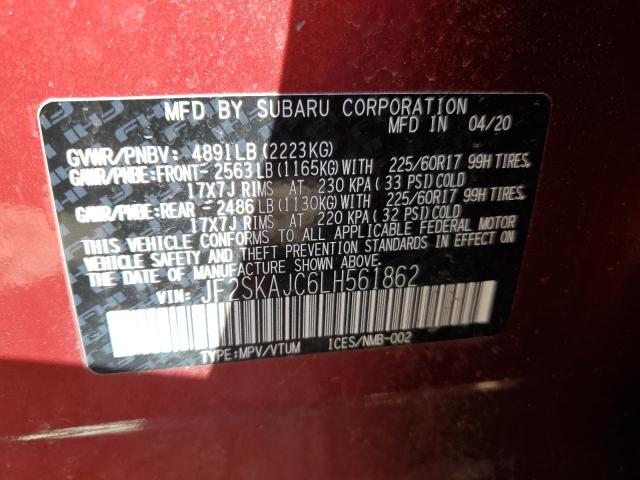 MFD BY SUBARU CORPORATION
MFD IN 04/20
GVWR/PNBV: 4891LB (2223KG)
GAWR/PNBE:FRONT- 2563LB (1165KG) WITH 225/60R17 99H TIRES,
17X7J RIMS AT 230 KPA (33 PSI) COLD
GAWR/PNBE:REAR - 2486LB (1130KG) WITH 225/60R17 99H TIRES,
17X7J RIMS AT 220 KPA (32 PSI) COLD
THIS VEHICLE CONFORMS TO ALL APPLICABLE FEDERAL MOTOR
VEHICLE SAFETY AND THEFT PREVENTION STANDARDS IN EFFECT
ON THE DATE OF MANUFACTURE SHOWN ABOVE.
VIN: JF2SKAJC6LH561862
TYPE:MPV/VTUM ICES/NMB-002